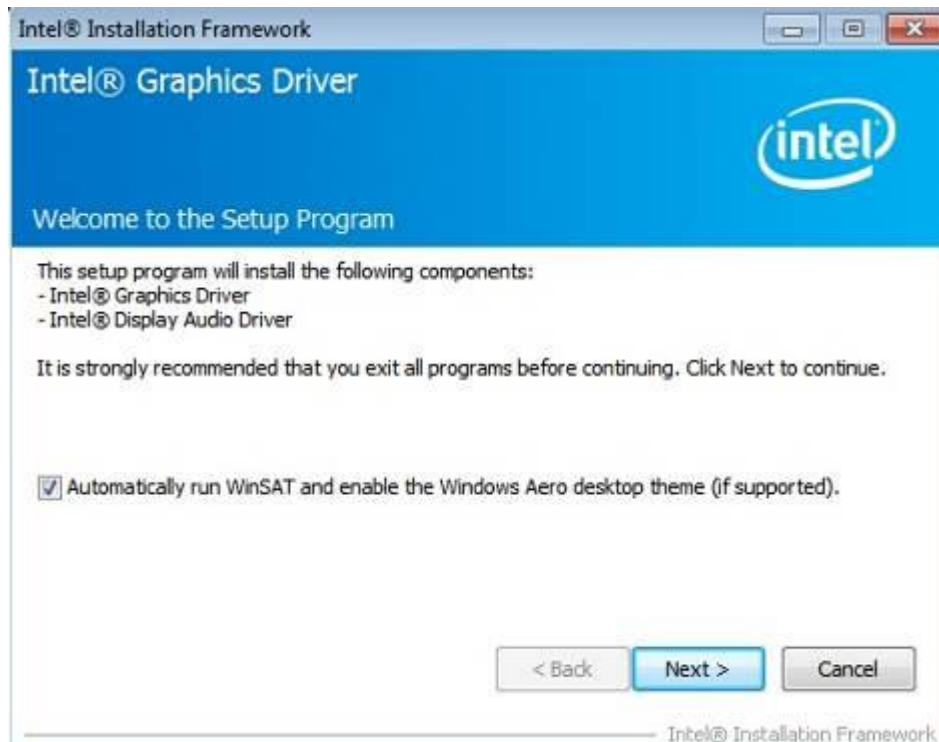 Intel® Installation Framework
Intel® Graphics Driver
intel
Welcome to the Setup Program
This setup program will install the following components:
- Intel® Graphics Driver
- Intel® Display Audio Driver
It is strongly recommended that you exit all programs before continuing. Click Next to continue.
Automatically run WinSAT and enable the Windows Aero desktop theme (if supported).
< Back Next > Cancel
Intel® Installation Framework